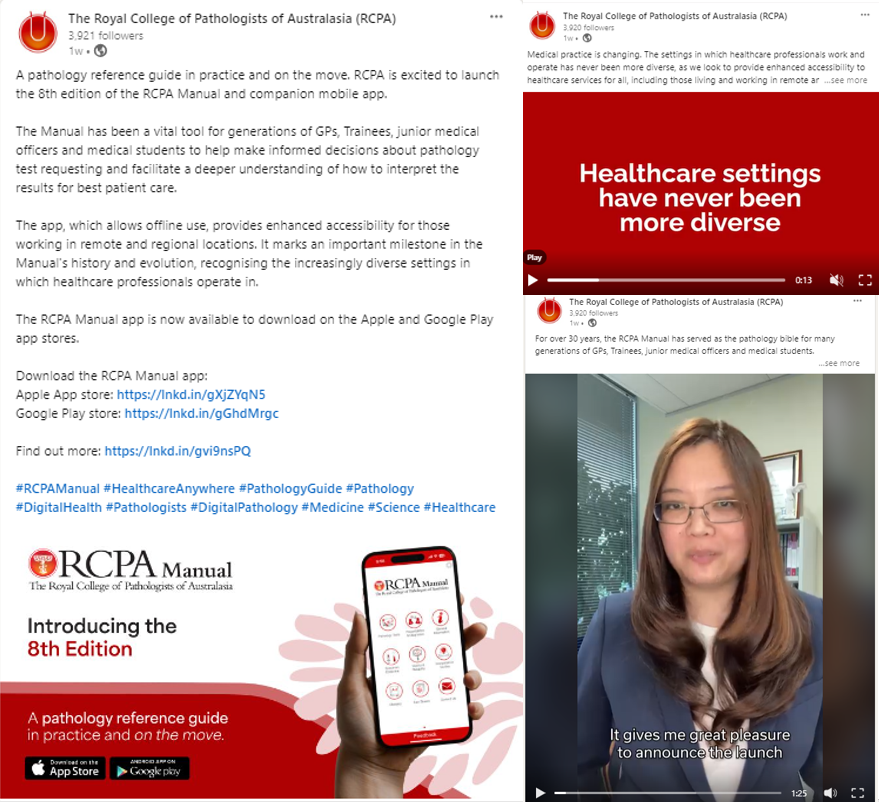 The Royal College of Pathologists of Australasia (RCPA)
3,921 followers
1w •
A pathology reference guide in practice and on the move. RCPA is excited to launch
the 8th edition of the RCPA Manual and companion mobile app.
The Manual has been a vital tool for generations of GPs, Trainees, junior medical
officers and medical students to help make informed decisions about pathology
test requesting and facilitate a deeper understanding of how to interpret the
results for best patient care.
The app, which allows offline use, provides enhanced accessibility for those
working in remote and regional locations. It marks an important milestone in the
Manual's history and evolution, recognising the increasingly diverse settings in
which healthcare professionals operate in.
The RCPA Manual app is now available to download on the Apple and Google Play
app stores.
Download the RCPA Manual app:
Apple App store: https://lnkd.in/gXjZYqN5
Google Play store: https://lnkd.in/gGhdMrgc
Find out more: https://lnkd.in/gvi9nsPQ
#RCPAManual #HealthcareAnywhere #PathologyGuide #Pathology
#DigitalHealth #Pathologists #DigitalPathology #Medicine #Science #Healthcare
RCPA Manual
The Royal College of Pathologists of Australasia
Introducing the
8th Edition
A pathology reference guide
in practice and on the move.
Download on the
App Store
ANDROID APP ON
Google play
RCPA Manual
The Royal College of Pathologists of Australasia
Feedback
The Royal College of Pathologists of Australasia (RCPA)
3,920 followers
1w •
Medical practice is changing. The settings in which healthcare professionals work and
operate has never been more diverse, as we look to provide enhanced accessibility to
healthcare services for all, including those living and working in remote ar ...see more
Healthcare settings
have never been
more diverse
Play
0:13
The Royal College of Pathologists of Australasia (RCPA)
3,920 followers
1w •
For over 30 years, the RCPA Manual has served as the pathology bible for many
generations of GPs, Trainees, junior medical officers and medical students.
...see more
It gives me great pleasure
to announce the launch
1:25